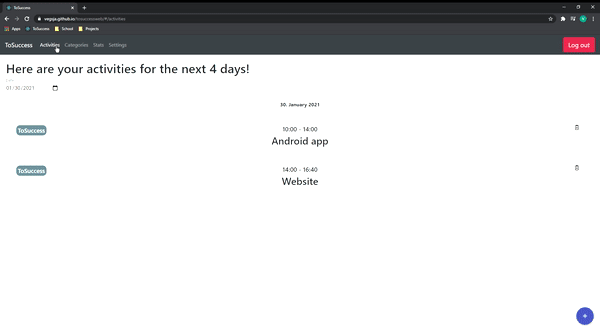 ToSuccess
vegsja.github.io/tosuccessweb/#/activities
Apps ToSuccess School Projects
ToSuccess Activities Categories Stats Settings Log out
Here are your activities for the next 4 days!
01/30/2021
30. January 2021
ToSuccess
10:00 - 14:00
Android app
ToSuccess
14:00 - 16:40
Website
+